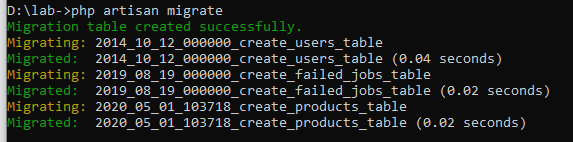 D:\lab->php artisan migrate
Migration table created successfully.
Migrating: 2014_10_12_000000_create_users_table
Migrated:  2014_10_12_000000_create_users_table (0.04 seconds)
Migrating: 2019_08_19_000000_create_failed_jobs_table
Migrated:  2019_08_19_000000_create_failed_jobs_table (0.02 seconds)
Migrating: 2020_05_01_103718_create_products_table
Migrated:  2020_05_01_103718_create_products_table (0.02 seconds)